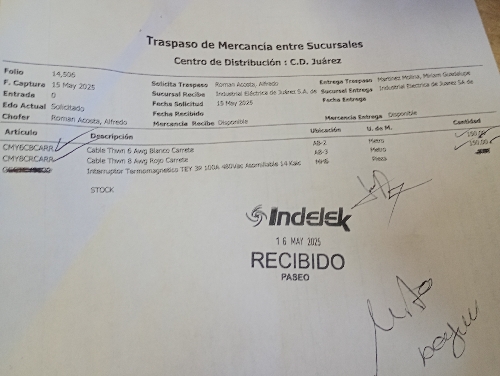 Traspaso de Mercancia entre Sucursales
Centro de Distribución : C.D. Juárez
Folio 14,506
F. Captura 15 May 2025 Solicita Traspaso Roman Acosta, Alfredo Entrega Traspaso Martinez Molina, Miriam Guadalupe
Entrada 0 Sucursal Recibe Industrial Eléctrica de Juárez S.A. de Sucursal Entrega Industrial Electrica de Juárez SA de
Edo Actual Solicitado Fecha Solicitud 15 May 2025 Fecha Entrega
Chofer Roman Acosta, Alfredo Fecha Recibido
Mercancia Recibe Disponible Mercancia Entrega Disponible
Artículo Descripción Ubicación U. de M. Cantidad
CMY6CBCARR Cable Thwn 6 Awg Blanco Carrete AB-2 Metro 150.00
CMY8CRCARR Cable Thwn 8 Awg Rojo Carrete AB-3 Metro 150.00
Interruptor Termomagnetico TEY 3P 100A 480Vac Atornillable 14 Kaic MH6 Pieza
STOCK
Indelek
16 MAY 2025
RECIBIDO
PASEO